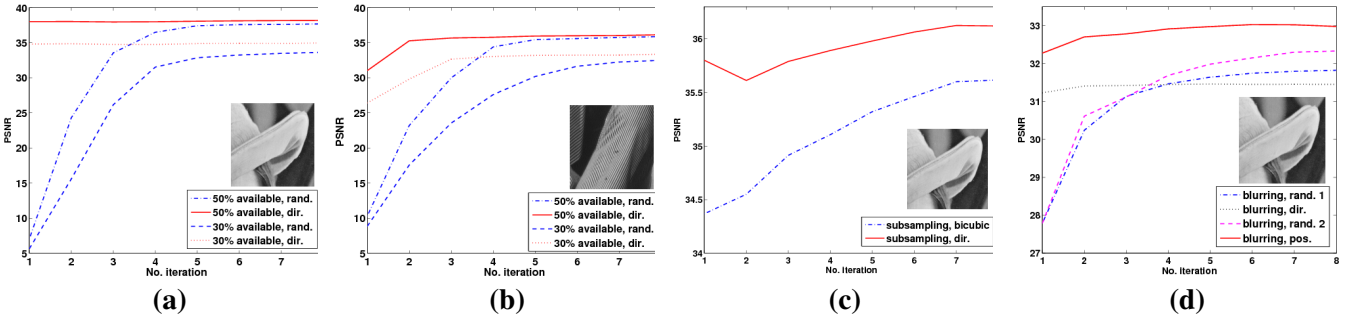 40
35
30
25
20
15
10
5
PSNR
1 2 3 4 5 6 7
No. iteration
50% available, rand.
50% available, dir.
30% available, rand.
30% available, dir.
(a)
40
35
30
25
20
15
10
5
PSNR
1 2 3 4 5 6 7
No. iteration
50% available, rand.
50% available, dir.
30% available, rand.
30% available, dir.
(b)
36
35.5
35
34.5
34
PSNR
1 2 3 4 5 6 7
No. iteration
subsampling, bicubic
subsampling, dir.
(c)
33
32
31
30
29
28
27
PSNR
1 2 3 4 5 6 7 8
No. iteration
blurring, rand. 1
blurring, dir.
blurring, rand. 2
blurring, pos.
(d)